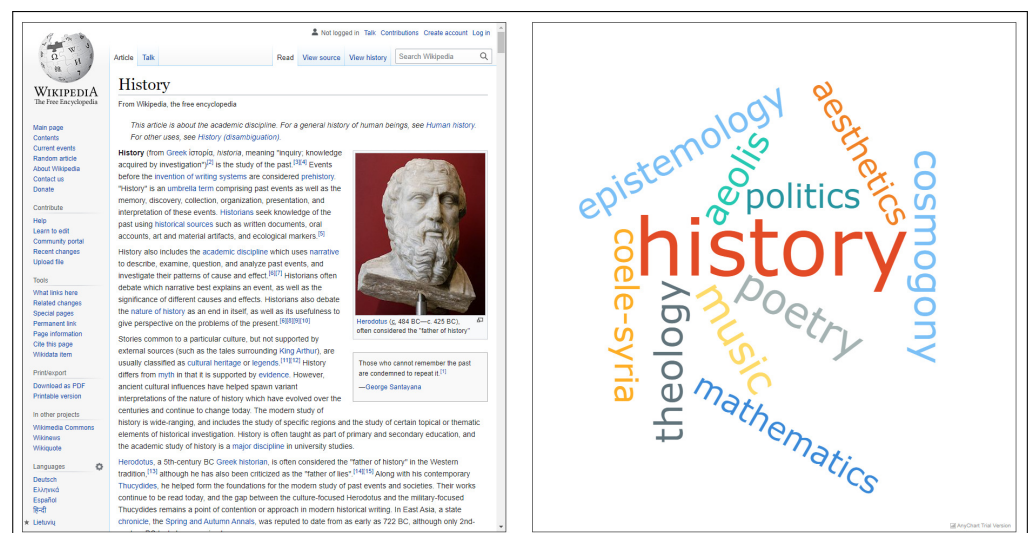 Not logged in Talk Contributions Create account Log in
Article Talk Read View source View history Search Wikipedia
WIKIPEDIA
The Free Encyclopedia
Main page
Contents
Current events
Random article
About Wikipedia
Contact us
Donate
Contribute
Help
Learn to edit
Community portal
Recent changes
Upload file
Tools
What links here
Related changes
Special pages
Permanent link
Page information
Cite this page
Wikidata item
Print/export
Download as PDF
Printable version
In other projects
Wikimedia Commons
Wikinews
Wikiquote
Languages
Deutsch
Ελληνικά
Español
हिन्दी
Lietuvių
History
From Wikipedia, the free encyclopedia
This article is about the academic discipline. For a general history of human beings, see Human history.
For other uses, see History (disambiguation).
History (from Greek ἱστορία, historia, meaning "inquiry; knowledge
acquired by investigation")[2] is the study of the past.[3][4] Events
before the invention of writing systems are considered prehistory.
"History" is an umbrella term comprising past events as well as the
memory, discovery, collection, organization, presentation, and
interpretation of these events. Historians seek knowledge of the
past using historical sources such as written documents, oral
accounts, art and material artifacts, and ecological markers.[5]
History also includes the academic discipline which uses narrative
to describe, examine, question, and analyze past events, and
investigate their patterns of cause and effect.[6][7] Historians often
debate which narrative best explains an event, as well as the
significance of different causes and effects. Historians also debate
the nature of history as an end in itself, as well as its usefulness to
give perspective on the problems of the present.[6][8][9][10]
Stories common to a particular culture, but not supported by
external sources (such as the tales surrounding King Arthur), are
usually classified as cultural heritage or legends.[11][12] History
differs from myth in that it is supported by evidence. However,
ancient cultural influences have helped spawn variant
interpretations of the nature of history which have evolved over the
centuries and continue to change today. The modern study of
history is wide-ranging, and includes the study of specific regions and the study of certain topical or thematic
elements of historical investigation. History is often taught as part of primary and secondary education, and
the academic study of history is a major discipline in university studies.
Herodotus, a 5th-century BC Greek historian, is often considered the "father of history" in the Western
tradition,[13] although he has also been criticized as the "father of lies".[14][15] Along with his contemporary
Thucydides, he helped form the foundations for the modern study of past events and societies. Their works
continue to be read today, and the gap between the culture-focused Herodotus and the military-focused
Thucydides remains a point of contention or approach in modern historical writing. In East Asia, a state
chronicle, the Spring and Autumn Annals, was reputed to date from as early as 722 BC, although only 2nd-
Herodotus (c. 484 BC—c. 425 BC),
often considered the "father of history"
Those who cannot remember the past
are condemned to repeat it.[1]
—George Santayana
epistemology
aeolis
aesthetics
politics
cosmogony
history
coele-syria
theology
music
poetry
mathematics
AnyChart Trial Version